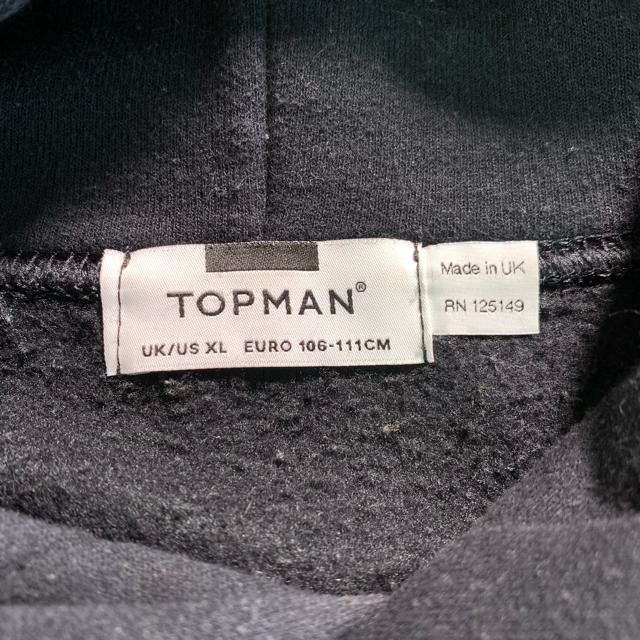 TOPMAN®
UK/US XL EURO 106-111CM
Made in UK
RN 125149